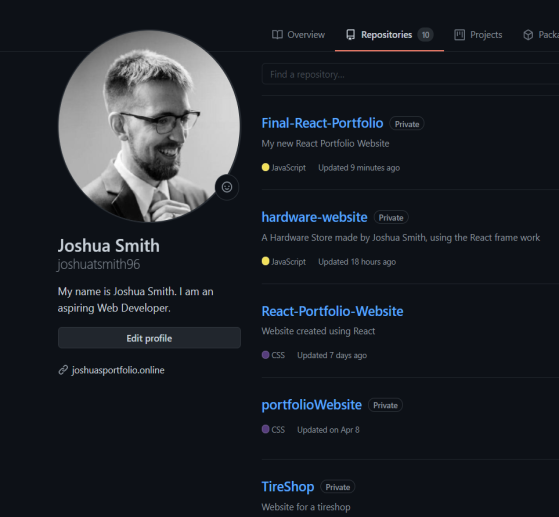 Overview
Repositories 10
Projects
Find a repository...
Final-React-Portfolio Private
My new React Portfolio Website
JavaScript Updated 9 minutes ago
hardware-website Private
A Hardware Store made by Joshua Smith, using the React frame work
JavaScript Updated 18 hours ago
React-Portfolio-Website
Website created using React
CSS Updated 7 days ago
portfolioWebsite Private
CSS Updated on Apr 8
TireShop Private
Website for a tireshop
Joshua Smith
joshuatsmith96
My name is Joshua Smith. I am an
aspiring Web Developer.
Edit profile
joshuasportfolio.online